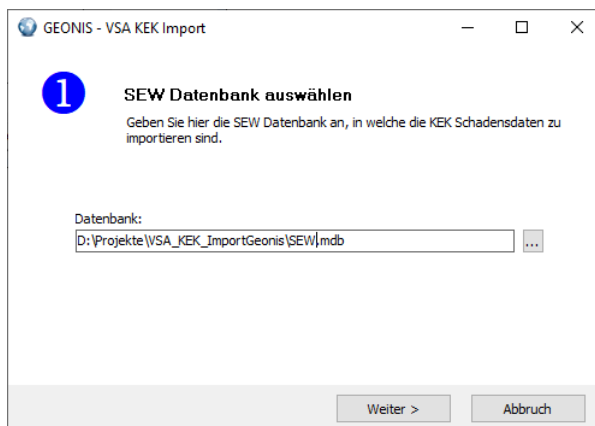 GEONIS - VSA KEK Import
1
SEW Datenbank auswählen
Geben Sie hier die SEW Datenbank an, in welche die KEK Schadensdaten zu
importieren sind.
Datenbank:
D:\Projekte\VSA_KEK_ImportGeonis\SEW.mdb
...
Weiter >
Abbruch